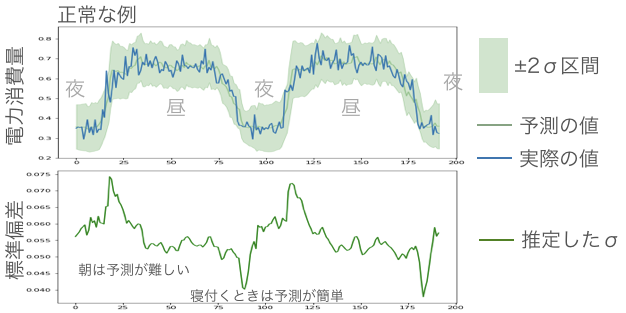 正常な例
電力消費量
0.8
0.7
0.6
0.5
0.4
0.3
0.2
夜
昼
夜
昼
夜
0
25
50
75
100
125
150
175
200
±2σ区間
予測の値
実際の値
標準偏差
0.075
0.070
0.065
0.060
0.055
0.050
0.045
0.040
朝は予測が難しい
寝付くときは予測が簡単
0
25
50
75
100
125
150
175
200
推定したσ